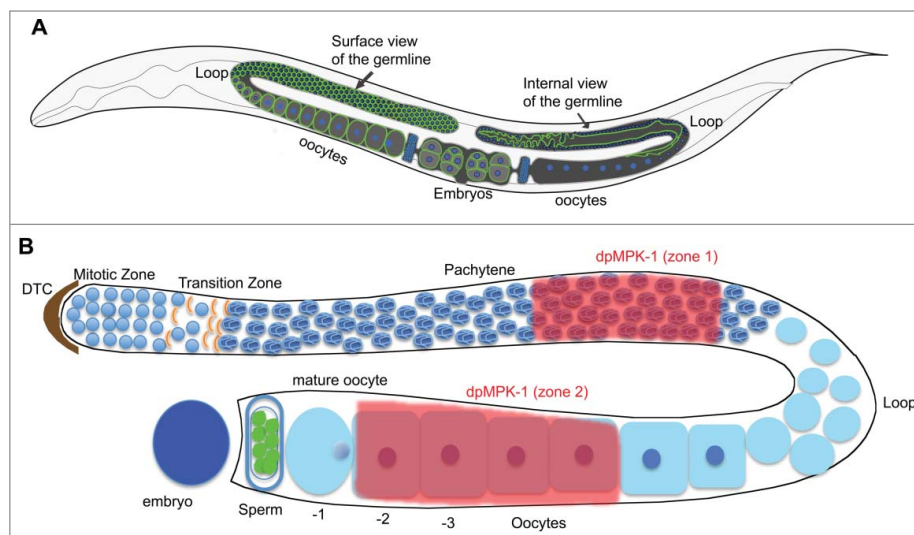 A
Surface view
of the germline
Loop
Internal view
of the germline
Loop
oocytes
Embryos
oocytes
B
dpMPK-1 (zone 1)
Mitotic Zone
Pachytene
DTC
Transition Zone
mature oocyte
dpMPK-1 (zone 2)
Loop
embryo
Sperm
-1
-2
-3
Oocytes